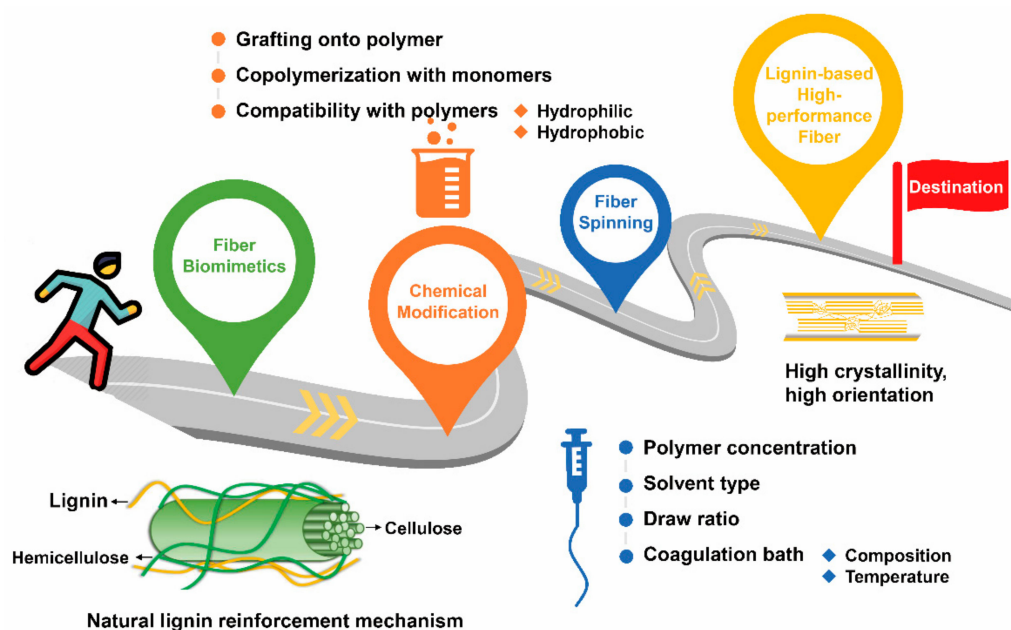 Grafting onto polymer
Copolymerization with monomers
Compatibility with polymers
Hydrophilic
Hydrophobic
Lignin-based
High-
performance
Fiber
Destination
Fiber
Spinning
Fiber
Biomimetics
Chemical
Modification
High crystallinity,
high orientation
Polymer concentration
Solvent type
Draw ratio
Coagulation bath
Composition
Temperature
Lignin
Cellulose
Hemicellulose
Natural lignin reinforcement mechanism